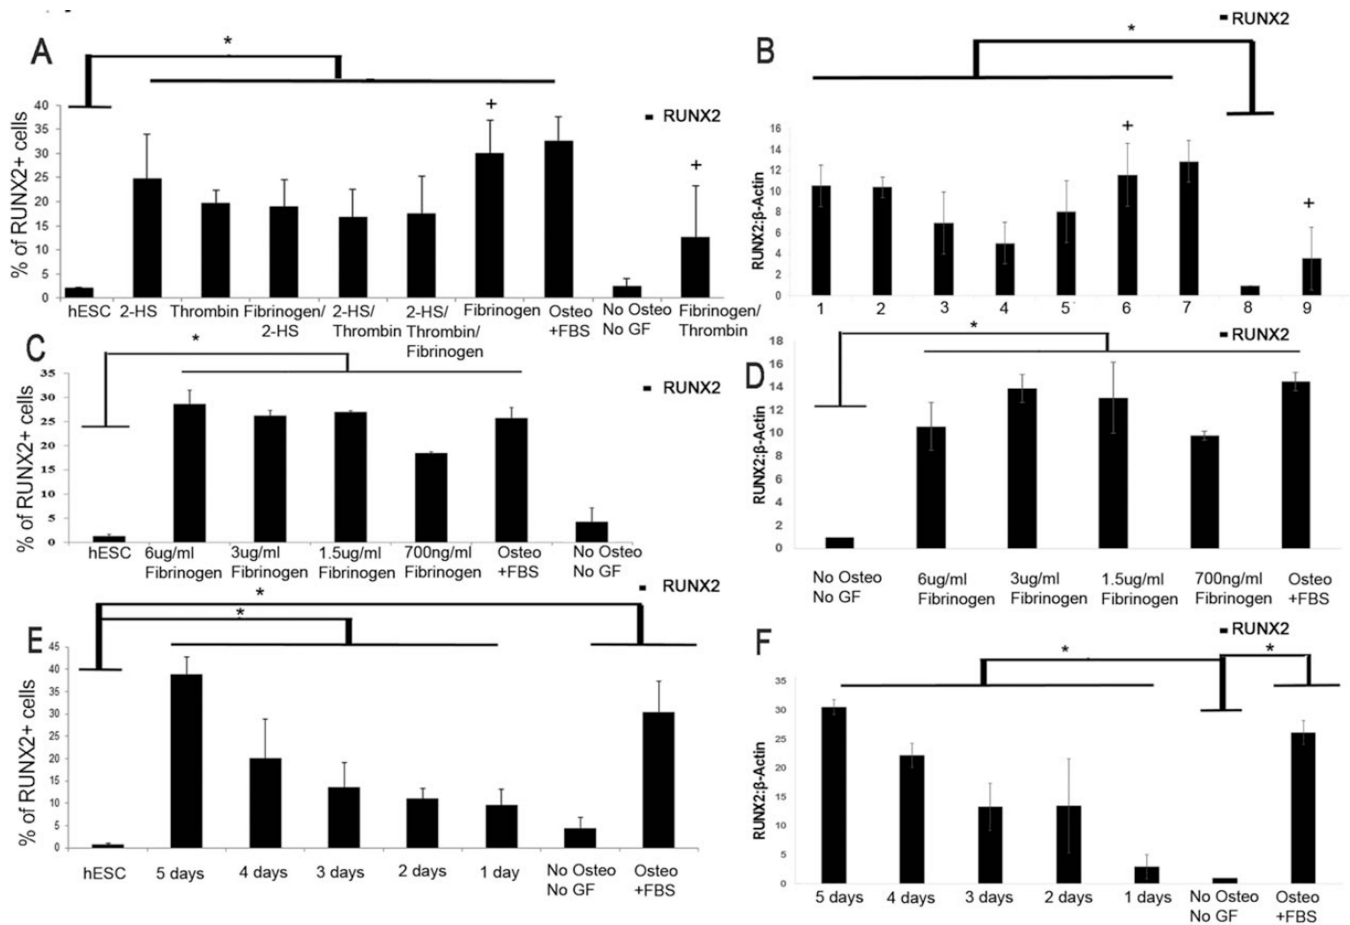 A
*
% of RUNX2+ cells
40
35
30
25
20
15
10
5
0
+
+
RUNX2
hESC 2-HS Thrombin Fibrinogen/ 2-HS/ 2-HS/ Fibrinogen Osteo No Osteo Fibrinogen/
2-HS Thrombin Thrombin/ +FBS No GF Thrombin
Fibrinogen
B
RUNX2
*
RUNX2:β-Actin
16
14
12
10
8
6
4
2
0
+
+
1 2 3 4 5 6 7 8 9
C
*
% of RUNX2+ cells
35
30
25
20
15
10
5
0
RUNX2
hESC 6ug/ml 3ug/ml 1.5ug/ml 700ng/ml Osteo No Osteo
Fibrinogen Fibrinogen Fibrinogen Fibrinogen +FBS No GF
D
*
RUNX2
RUNX2:β-Actin
18
16
14
12
10
8
6
4
2
0
No Osteo 6ug/ml 3ug/ml 1.5ug/ml 700ng/ml Osteo
No GF Fibrinogen Fibrinogen Fibrinogen Fibrinogen +FBS
E
RUNX2
*
*
% of RUNX2+ cells
45
40
35
30
25
20
15
10
5
0
hESC 5 days 4 days 3 days 2 days 1 day No Osteo Osteo
No GF +FBS
F
RUNX2
*
*
RUNX2:β-Actin
35
30
25
20
15
10
5
0
5 days 4 days 3 days 2 days 1 days No Osteo Osteo
No GF +FBS